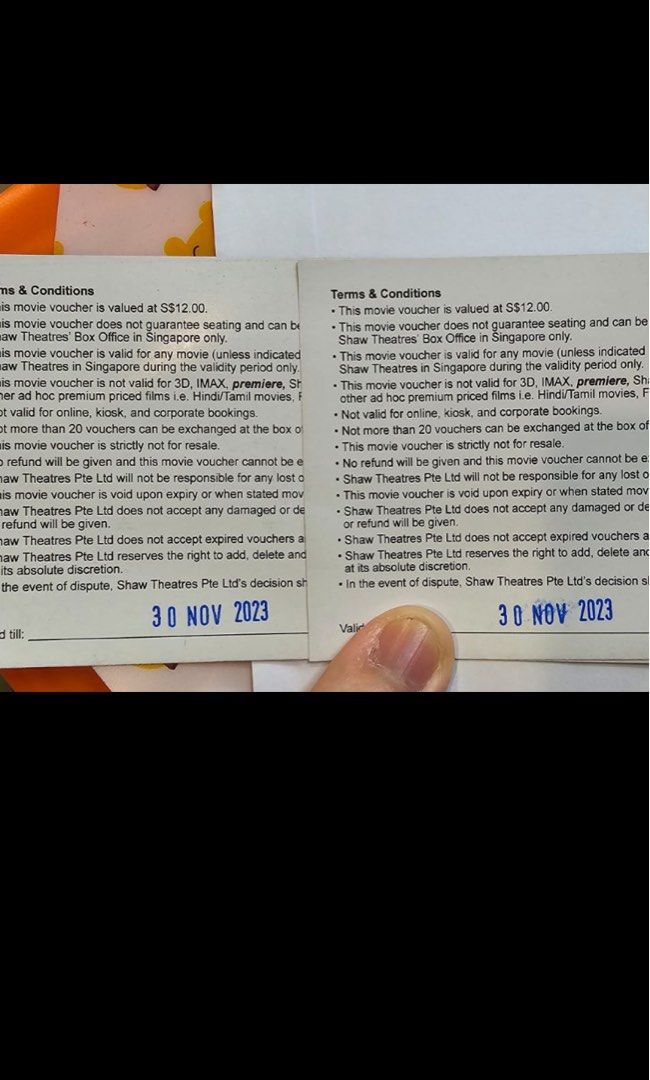 ms & Conditions
is movie voucher is valued at S$12.00.
is movie voucher does not guarantee seating and can be
aw Theatres' Box Office in Singapore only.
is movie voucher is valid for any movie (unless indicated
aw Theatres in Singapore during the validity period only.
is movie voucher is not valid for 3D, IMAX, premiere, Sh
er ad hoc premium priced films i.e. Hindi/Tamil movies, F
ot valid for online, kiosk, and corporate bookings.
ot more than 20 vouchers can be exchanged at the box o
is movie voucher is strictly not for resale.
o refund will be given and this movie voucher cannot be e
aw Theatres Pte Ltd will not be responsible for any lost o
is movie voucher is void upon expiry or when stated mov
aw Theatres Pte Ltd does not accept any damaged or de
refund will be given.
aw Theatres Pte Ltd does not accept expired vouchers a
aw Theatres Pte Ltd reserves the right to add, delete and
its absolute discretion.
the event of dispute, Shaw Theatres Pte Ltd's decision sh
30 NOV 2023
d till:
Terms & Conditions
• This movie voucher is valued at S$12.00.
• This movie voucher does not guarantee seating and can be
Shaw Theatres' Box Office in Singapore only.
• This movie voucher is valid for any movie (unless indicated
Shaw Theatres in Singapore during the validity period only.
• This movie voucher is not valid for 3D, IMAX, premiere, Sha
other ad hoc premium priced films i.e. Hindi/Tamil movies, F
• Not valid for online, kiosk, and corporate bookings.
• Not more than 20 vouchers can be exchanged at the box of
• This movie voucher is strictly not for resale.
• No refund will be given and this movie voucher cannot be e
• Shaw Theatres Pte Ltd will not be responsible for any lost o
• This movie voucher is void upon expiry or when stated mov
• Shaw Theatres Pte Ltd does not accept any damaged or de
or refund will be given.
• Shaw Theatres Pte Ltd does not accept expired vouchers a
• Shaw Theatres Pte Ltd reserves the right to add, delete and
at its absolute discretion.
• In the event of dispute, Shaw Theatres Pte Ltd's decision s
30 NOV 2023
Valid